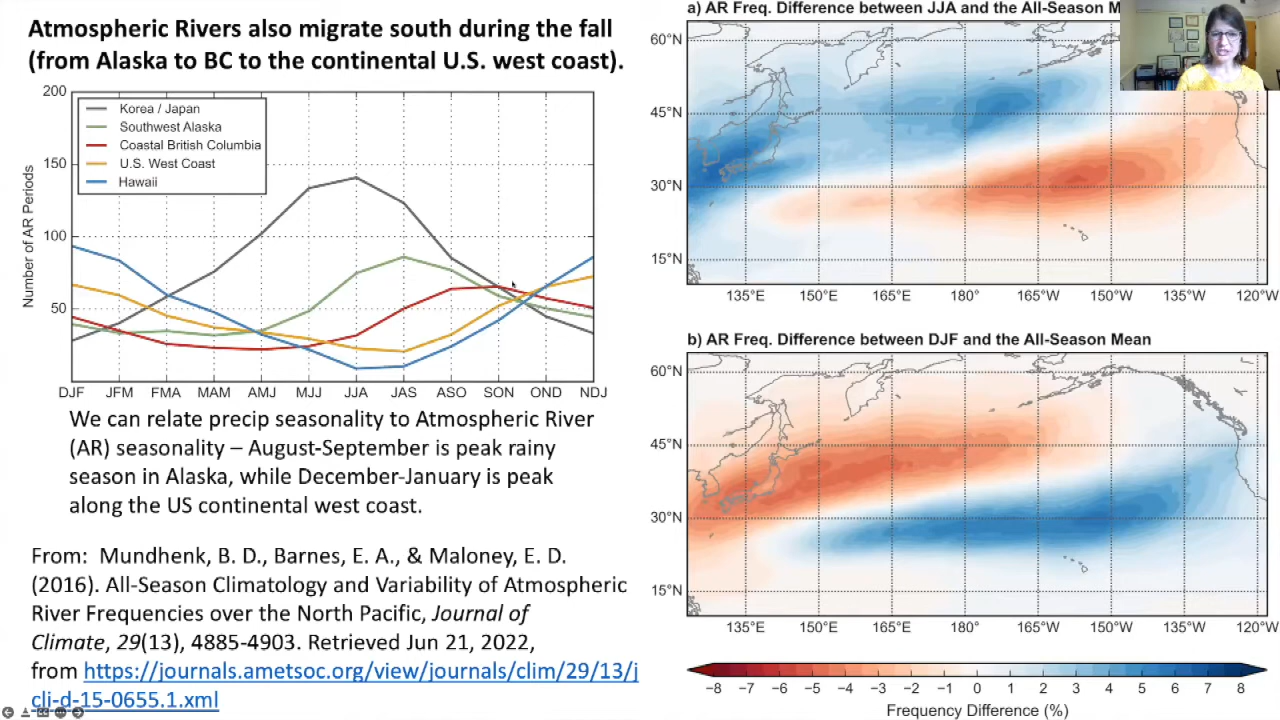 Atmospheric Rivers also migrate south during the fall
(from Alaska to BC to the continental U.S. west coast).
200
150
100
50
Number of AR Periods
Korea / Japan
Southwest Alaska
Coastal British Columbia
U.S. West Coast
Hawaii
DJF JFM FMA MAM AMJ MJJ JJA JAS ASO SON OND NDJ
We can relate precip seasonality to Atmospheric River
(AR) seasonality – August-September is peak rainy
season in Alaska, while December-January is peak
along the US continental west coast.
From: Mundhenk, B. D., Barnes, E. A., & Maloney, E. D.
(2016). All-Season Climatology and Variability of Atmospheric
River Frequencies over the North Pacific, Journal of
Climate, 29(13), 4885-4903. Retrieved Jun 21, 2022,
from https://journals.ametsoc.org/view/journals/clim/29/13/j
cli-d-15-0655.1.xml
a) AR Freq. Difference between JJA and the All-Season M
60°N
45°N
30°N
15°N
135°E 150°E 165°E 180° 165°W 150°W 135°W 120°W
b) AR Freq. Difference between DJF and the All-Season Mean
60°N
45°N
30°N
15°N
135°E 150°E 165°E 180° 165°W 150°W 135°W 120°W
−8 −7 −6 −5 −4 −3 −2 −1 0 1 2 3 4 5 6 7 8
Frequency Difference (%)